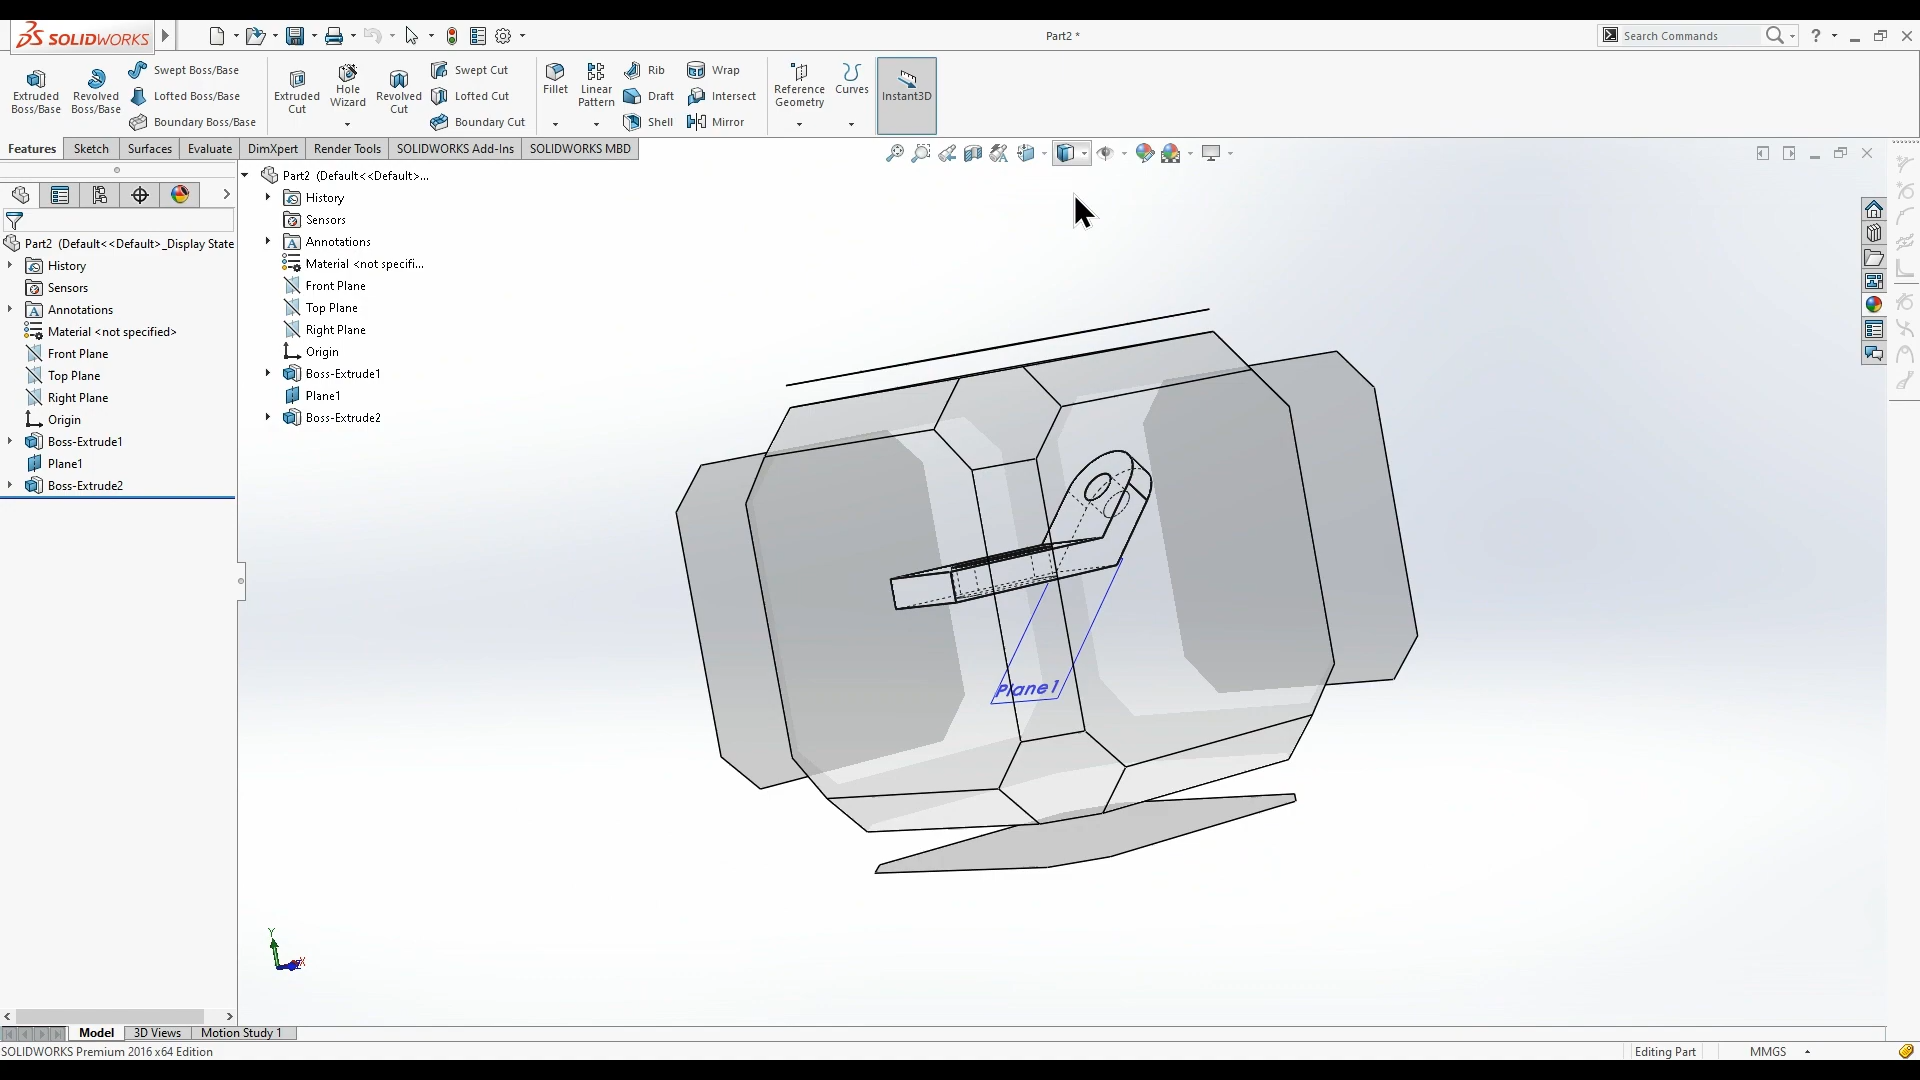 SOLIDWORKS
Part2 *
Search Commands
?
Extruded Boss/Base
Revolved Boss/Base
Swept Boss/Base
Lofted Boss/Base
Boundary Boss/Base
Extruded Cut
Hole Wizard
Revolved Cut
Swept Cut
Lofted Cut
Boundary Cut
Fillet
Linear Pattern
Rib
Draft
Shell
Wrap
Intersect
Mirror
Reference Geometry
Curves
Instant3D
Features
Sketch
Surfaces
Evaluate
DimXpert
Render Tools
SOLIDWORKS Add-Ins
SOLIDWORKS MBD
Part2 (Default<<Default>_Display State
History
Sensors
Annotations
Material <not specified>
Front Plane
Top Plane
Right Plane
Origin
Boss-Extrude1
Plane1
Boss-Extrude2
Part2 (Default<<Default>...
History
Sensors
Annotations
Material <not specifi...
Front Plane
Top Plane
Right Plane
Origin
Boss-Extrude1
Plane1
Boss-Extrude2
Plane1
Y
X
Model
3D Views
Motion Study 1
SOLIDWORKS Premium 2016 x64 Edition
Editing Part
MMGS